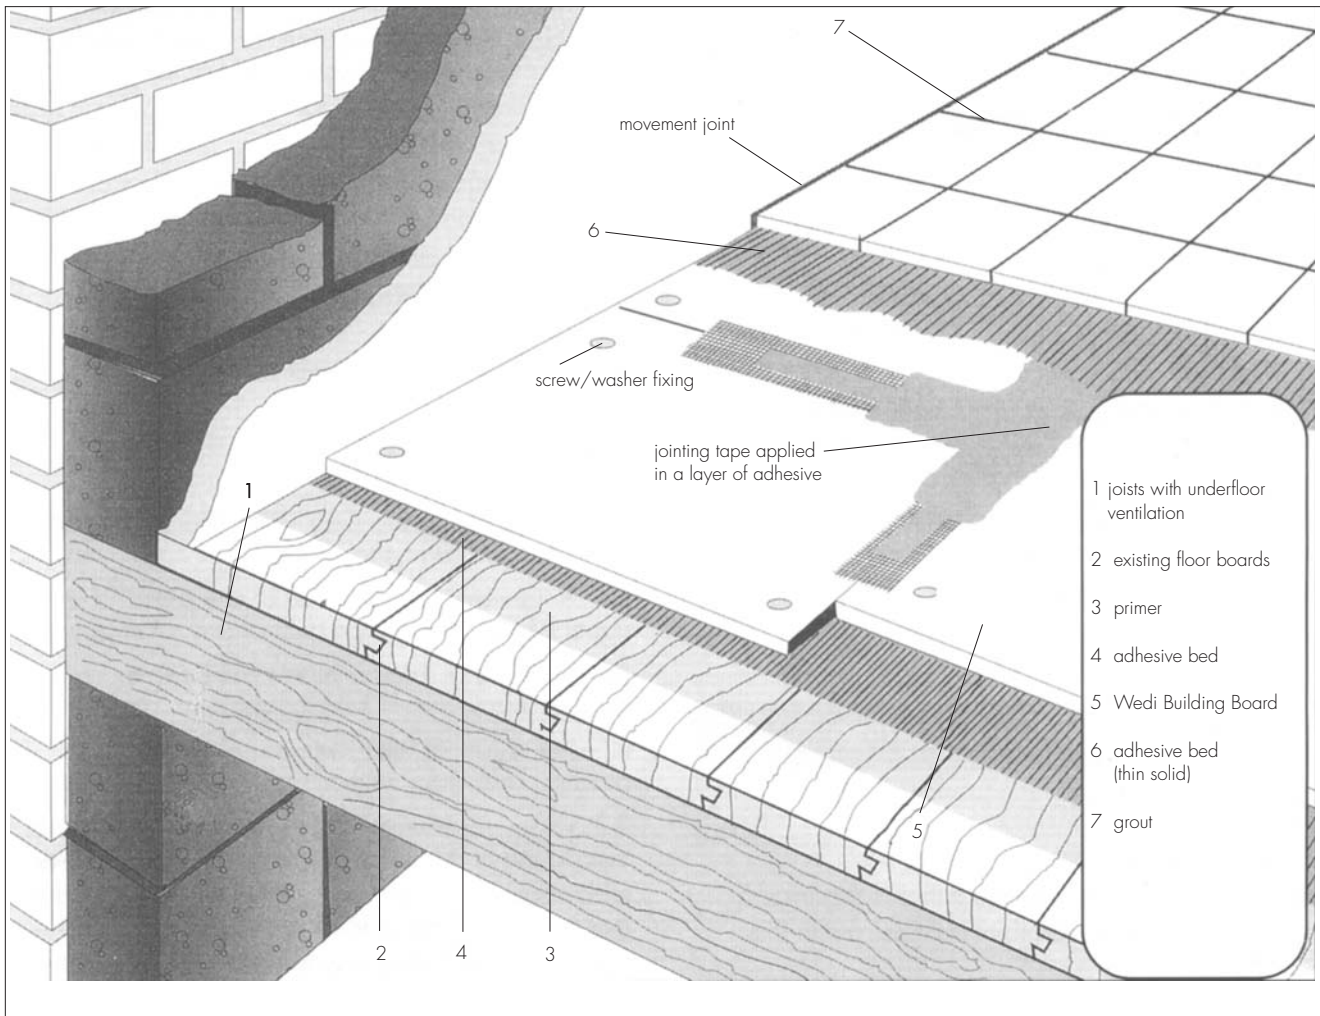 7
movement joint
6
screw/washer fixing
jointing tape applied
in a layer of adhesive
1
5
2
4
3
1 joists with underfloor
ventilation
2 existing floor boards
3 primer
4 adhesive bed
5 Wedi Building Board
6 adhesive bed
(thin solid)
7 grout